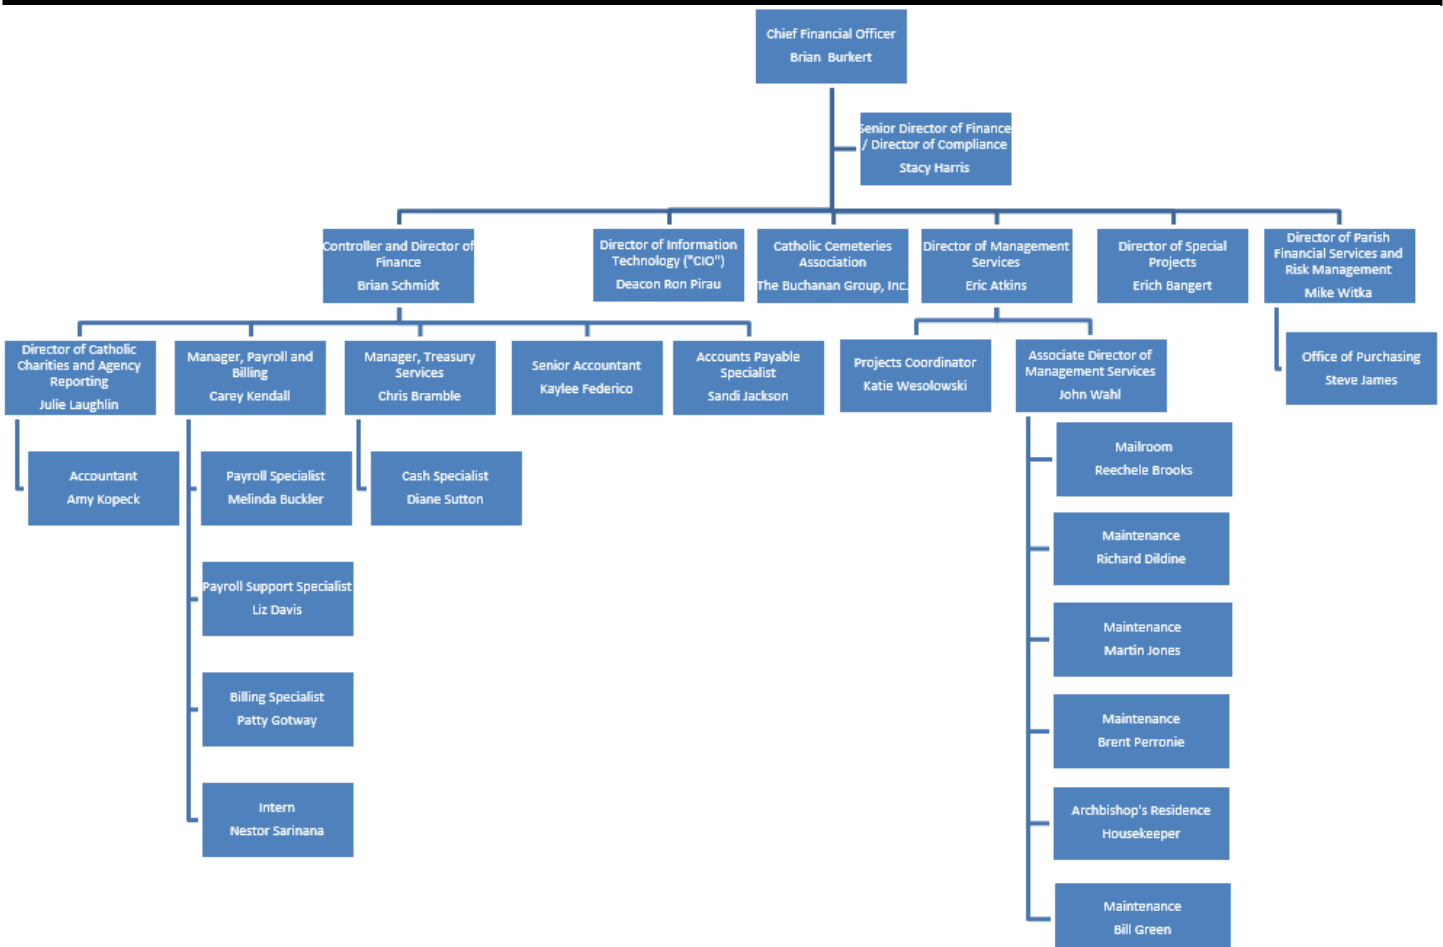 Chief Financial Officer
Brian Burkert
Senior Director of Finance
/ Director of Compliance
Stacy Harris
Controller and Director of
Finance
Brian Schmidt
Director of Information
Technology ("CIO")
Deacon Ron Pirau
Catholic Cemeteries
Association
The Buchanan Group, Inc.
Director of Management
Services
Eric Atkins
Director of Special
Projects
Erich Bangert
Director of Parish
Financial Services and
Risk Management
Mike Witka
Director of Catholic
Charities and Agency
Reporting
Julie Laughlin
Manager, Payroll and
Billing
Carey Kendall
Manager, Treasury
Services
Chris Bramble
Senior Accountant
Kaylee Federico
Accounts Payable
Specialist
Sandi Jackson
Projects Coordinator
Katie Wesolowski
Associate Director of
Management Services
John Wahl
Office of Purchasing
Steve James
Accountant
Amy Kopeck
Payroll Specialist
Melinda Buckler
Cash Specialist
Diane Sutton
Mailroom
Reechele Brooks
Maintenance
Richard Dildine
Payroll Support Specialist
Liz Davis
Maintenance
Martin Jones
Billing Specialist
Patty Gotway
Maintenance
Brent Perronie
Intern
Nestor Sarinana
Archbishop's Residence
Housekeeper
Maintenance
Bill Green